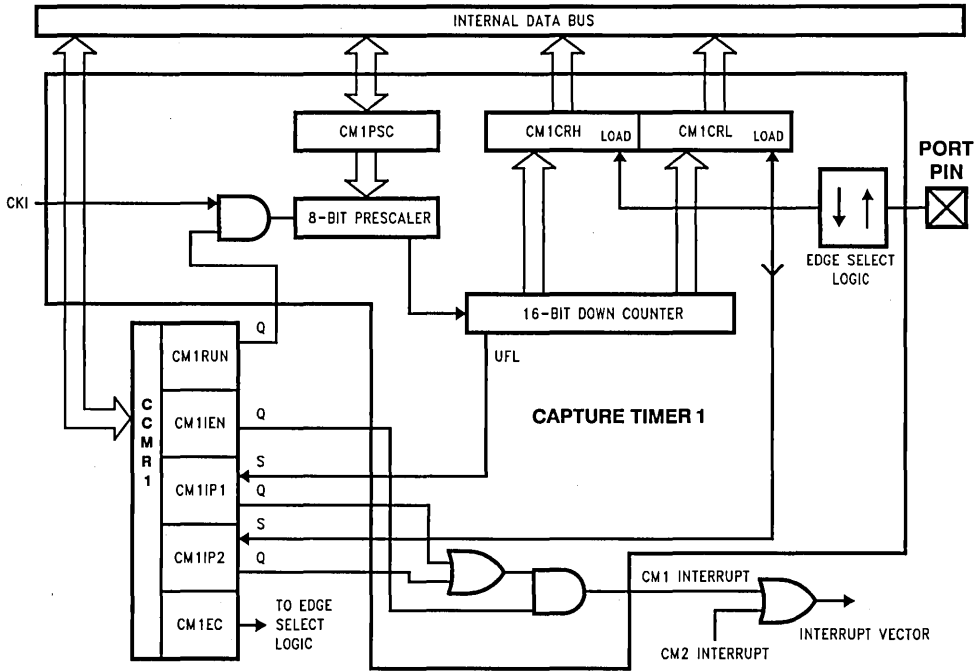 INTERNAL DATA BUS
CM1PSC
CM1CRH LOAD CM1CRL LOAD
PORT
PIN
CKI
8-BIT PRESCALER
EDGE SELECT
LOGIC
16-BIT DOWN COUNTER
UFL
CAPTURE TIMER 1
CCMR1
CM1RUN
Q
CM1IEN
Q
S
CM1IP1
Q
S
CM1IP2
Q
CM1EC
TO EDGE
SELECT
LOGIC
CM1 INTERRUPT
CM2 INTERRUPT
INTERRUPT VECTOR